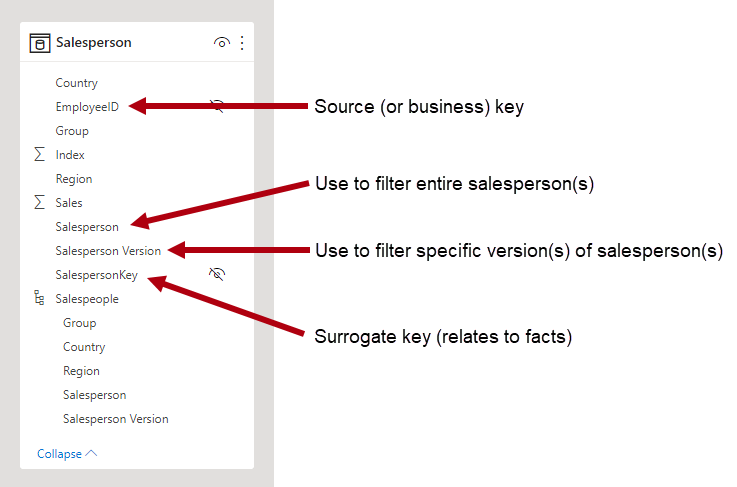 Salesperson
Country
EmployeeID
Source (or business) key
Group
Index
Region
Use to filter entire salesperson(s)
Sales
Salesperson
Salesperson Version
Use to filter specific version(s) of salesperson(s)
SalespersonKey
Salespeople
Group
Surrogate key (relates to facts)
Country
Region
Salesperson
Salesperson Version
Collapse